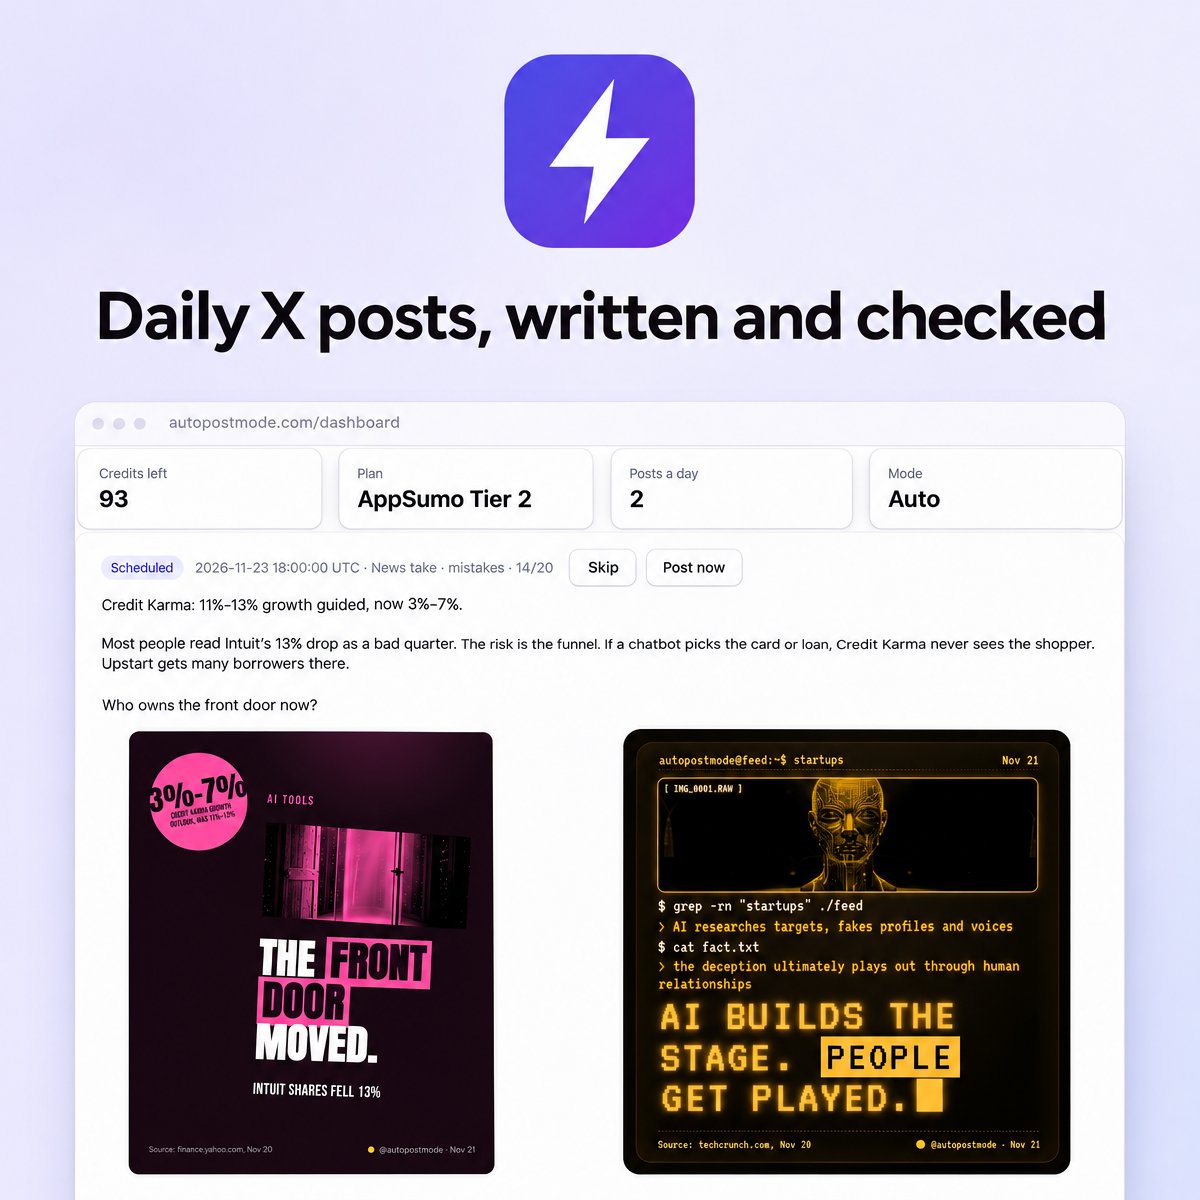 Daily X posts, written and checked
autopostmode.com/dashboard
Credits left
93
Plan
AppSumo Tier 2
Posts a day
2
Mode
Auto
Scheduled
2026-11-23 18:00:00 UTC · News take · mistakes · 14/20
Skip
Post now
Credit Karma: 11%–13% growth guided, now 3%–7%.
Most people read Intuit’s 13% drop as a bad quarter. The risk is the funnel. If a chatbot picks the card or loan, Credit Karma never sees the shopper.
Upstart gets many borrowers there.
Who owns the front door now?
3%–7%
CREDIT KARMA GROWTH
OUTLOOK, WAS 11%–13%
AI TOOLS
THE FRONT
DOOR
MOVED.
INTUIT SHARES FELL 13%
Source: finance.yahoo.com, Nov 20
@autopostmode · Nov 21
autopostmode@feed:~$ startups
Nov 21
[ IMG_0001.RAW ]
$ grep -rn "startups" ./feed
> AI researches targets, fakes profiles and voices
$ cat fact.txt
> the deception ultimately plays out through human
relationships
AI BUILDS THE
STAGE. PEOPLE
GET PLAYED.
Source: techcrunch.com, Nov 20
@autopostmode · Nov 21